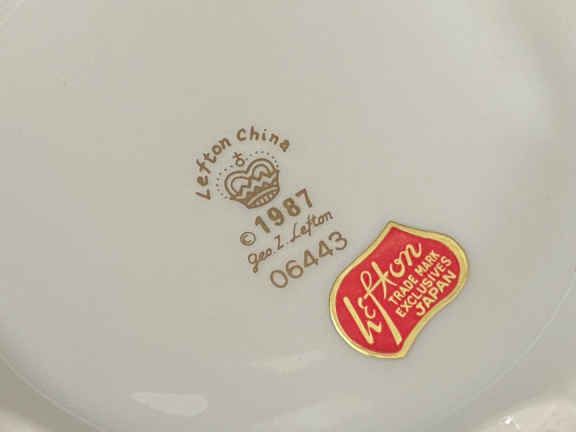 Lefton China
© 1987
Geo. Z. Lefton
06443
Lefton
TRADE MARK
EXCLUSIVES
JAPAN